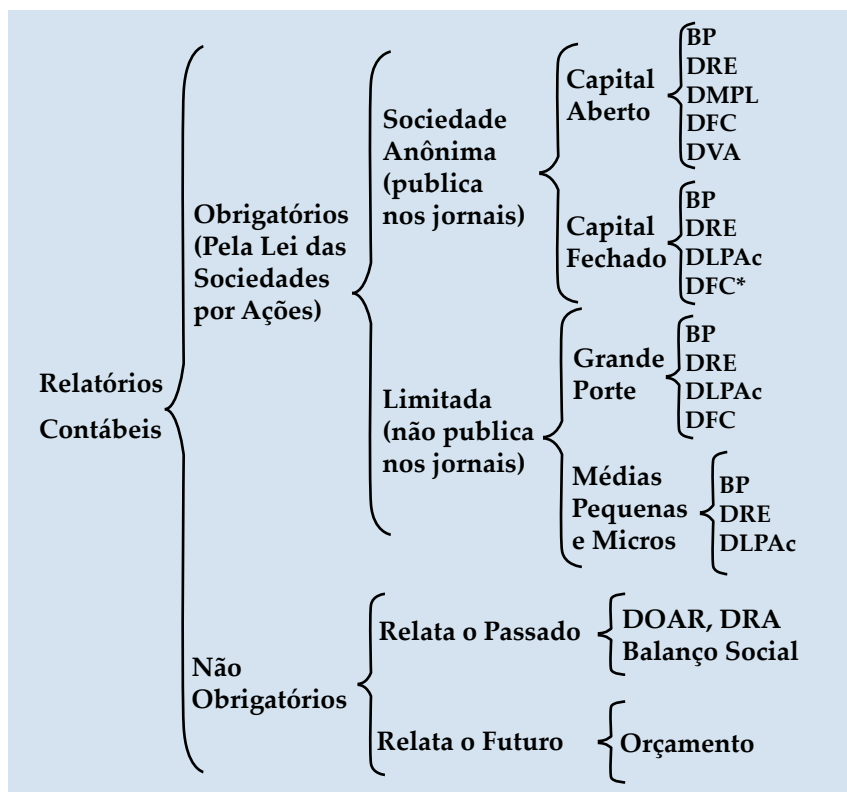 Relatórios
Contábeis
Obrigatórios
(Pela Lei das
Sociedades
por Ações)
Sociedade
Anônima
(publica
nos jornais)
Capital
Aberto
BP
DRE
DMPL
DFC
DVA
Capital
Fechado
BP
DRE
DLPAc
DFC*
Limitada
(não publica
nos jornais)
Grande
Porte
BP
DRE
DLPAc
DFC
Médias
Pequenas
e Micros
BP
DRE
DLPAc
Não
Obrigatórios
Relata o Passado
DOAR, DRA
Balanço Social
Relata o Futuro
Orçamento